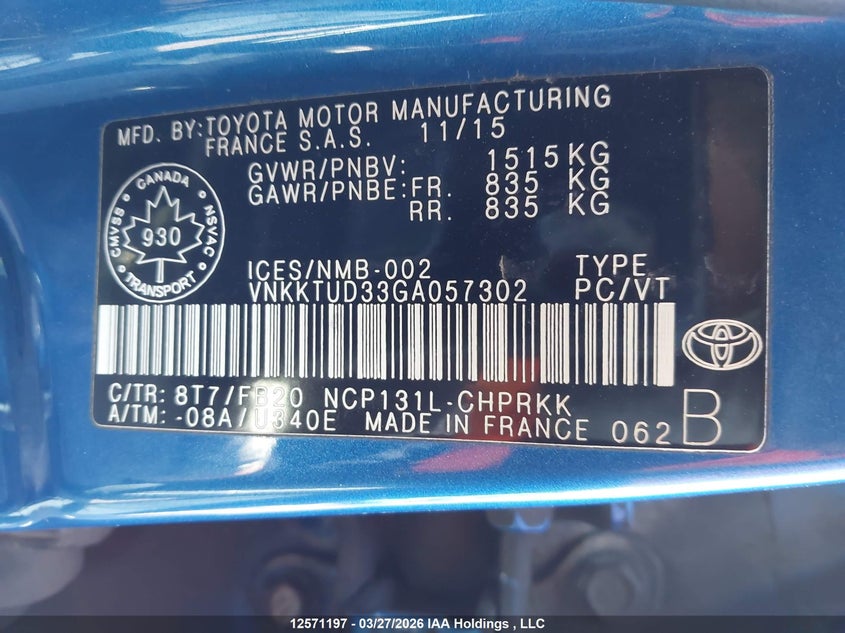 MFD. BY:TOYOTA MOTOR MANUFACTURING
FRANCE S.A.S. 11/15
GVWR/PNBV: 1515KG
GAWR/PNBE:FR. 835 KG
RR. 835 KG
CANADA
CMVSS 930 NSVAC
TRANSPORT
ICES/NMB-002 TYPE
VNKKTUD33GA057302 PC/VT
C/TR: 8T7/FB20 NCP131L-CHPRKK
A/TM: -08A/U340E MADE IN FRANCE 062 B
12571197 - 03/27/2026 IAA Holdings , LLC